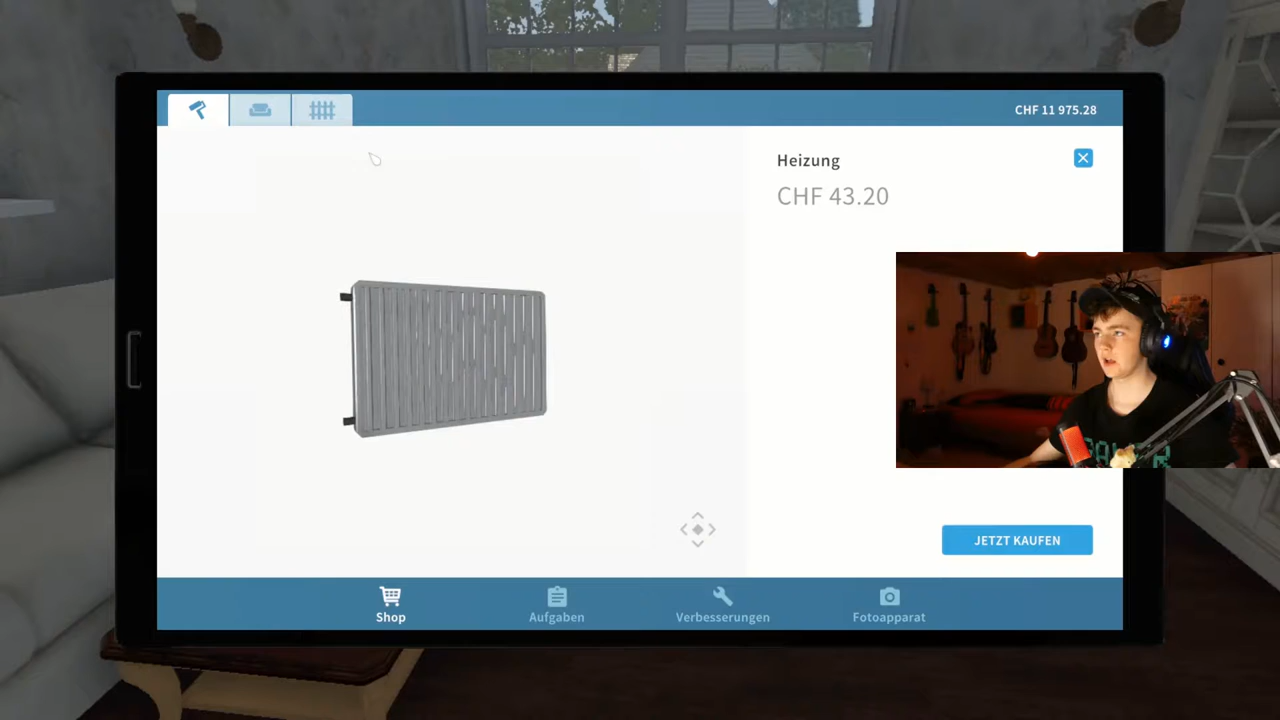 CHF 11 975.28
Heizung
CHF 43.20
JETZT KAUFEN
Shop
Aufgaben
Verbesserungen
Fotoapparat